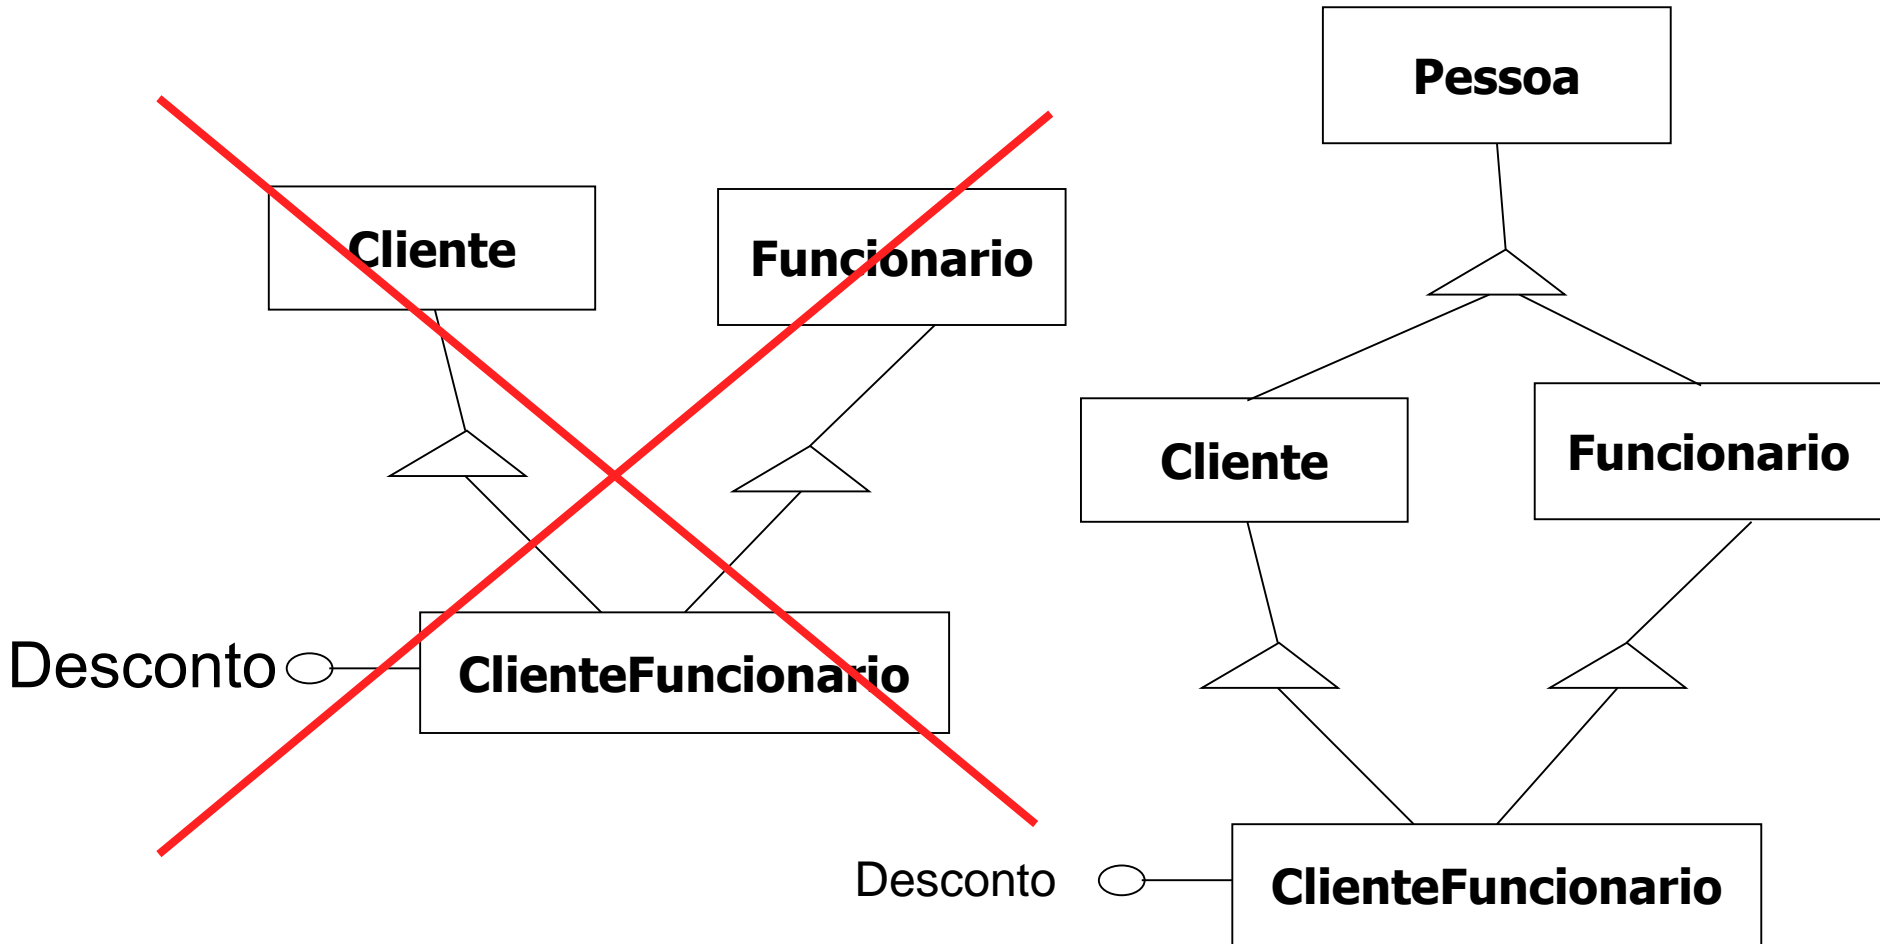 Pessoa
Cliente
Funcionario
Desconto
ClienteFuncionario
Cliente
Funcionario
Desconto
ClienteFuncionario